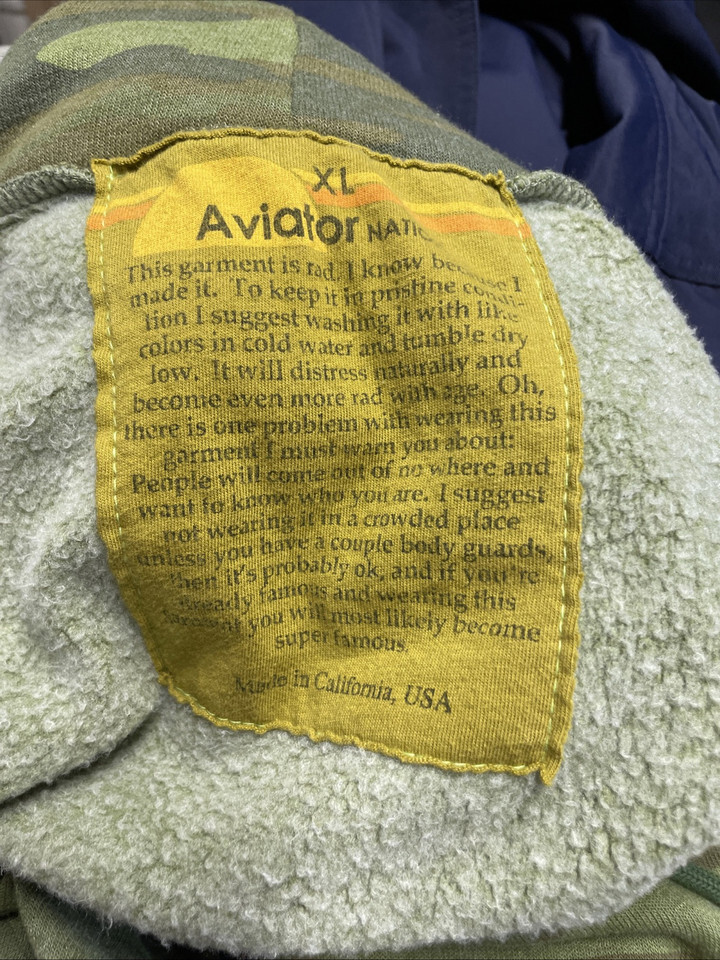 XL
Aviator NATIO
This garment is rad. I know because I
made it. To keep it in pristine condi-
tion I suggest washing it with like
colors in cold water and tumble dry
low. It will distress naturally and
become even more rad with age. Oh,
there is one problem with wearing this
garment I must warn you about:
People will come out of no where and
want to know who you are. I suggest
not wearing it in a crowded place
unless you have a couple body guards,
then it's probably ok, and if you're
already famous and wearing this
garment you will most likely become
super famous.
Made in California, USA